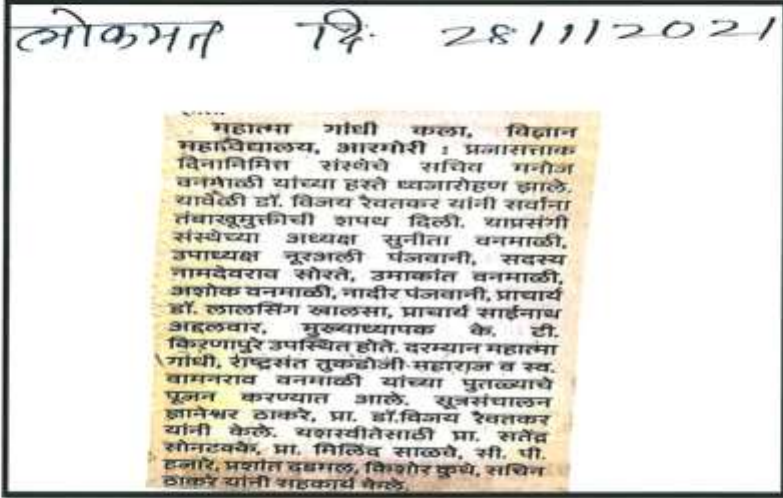 लोकमत दि. 28/1/2021
महात्मा गांधी कला, विज्ञान
महाविद्यालय, आरमोरी : प्रजासत्ताक
दिनानिमित्त संस्थेचे सचिव मनोज
वनमाळी यांच्या हस्ते ध्वजारोहण झाले.
यावेळी डॉ. विजय रैवतकर यांनी सर्वांना
तंबाखूमुक्तीची शपथ दिली. याप्रसंगी
संस्थेच्या अध्यक्ष सुनीता वनमाळी,
उपाध्यक्ष नूरअली पंजवानी, सदस्य
नामदेवराव सोरते, उमाकांत वनमाळी,
अशोक वनमाळी, नादीर पंजवानी, प्राचार्य
डॉ. लालसिंग खालसा, प्राचार्य साईनाथ
अद्दलवार, मुख्याध्यापक के. टी.
किरणापुरे उपस्थित होते. दरम्यान महात्मा
गांधी, राष्ट्रसंत तुकडोजी महाराज व स्व.
वामनराव वनमाळी यांच्या पुतळ्याचे
पूजन करण्यात आले. सूत्रसंचालन
ज्ञानेश्वर ठाकरे, प्रा. डॉ.विजय रैवतकर
यांनी केले. यशस्वीतेसाठी प्रा. सतेंद्र
सोनटक्के, प्रा. मिलिंद साळवे, सी. पी.
हजारे, प्रशांत दडमल, किशोर कुथे, सचिन
ठाकरे यांनी सहकार्य केले.